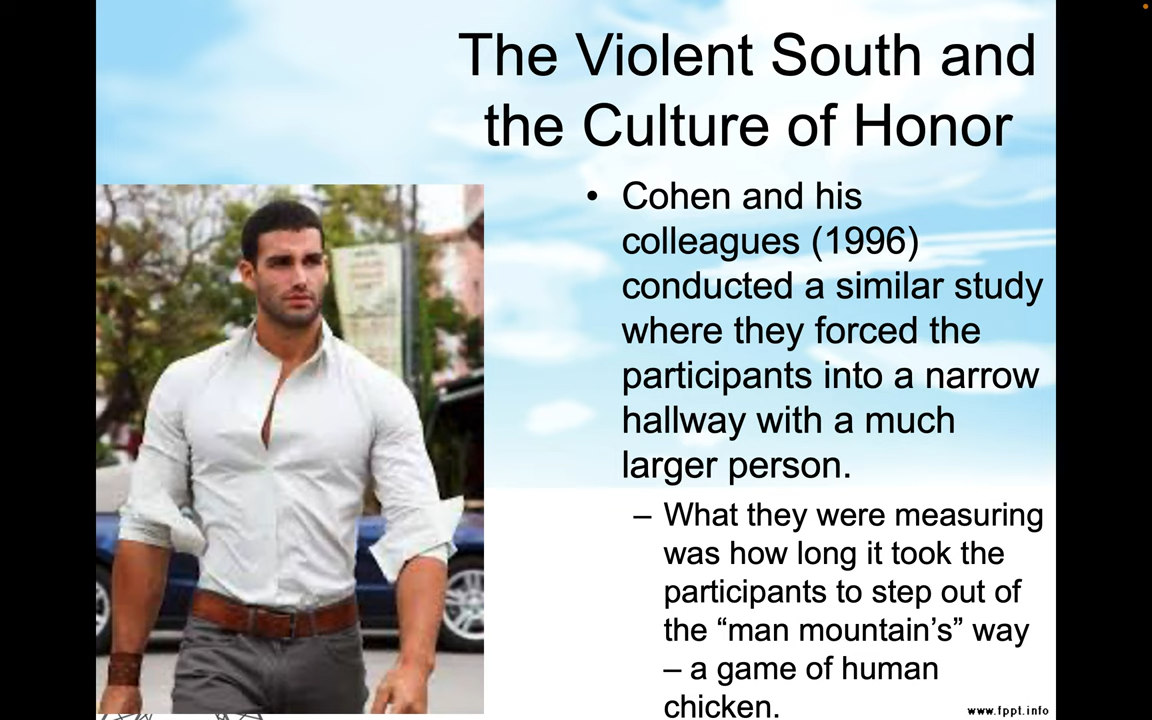 The Violent South and
the Culture of Honor
• Cohen and his
colleagues (1996)
conducted a similar study
where they forced the
participants into a narrow
hallway with a much
larger person.
– What they were measuring
was how long it took the
participants to step out of
the “man mountain’s” way
– a game of human
chicken.
www.fppt.info